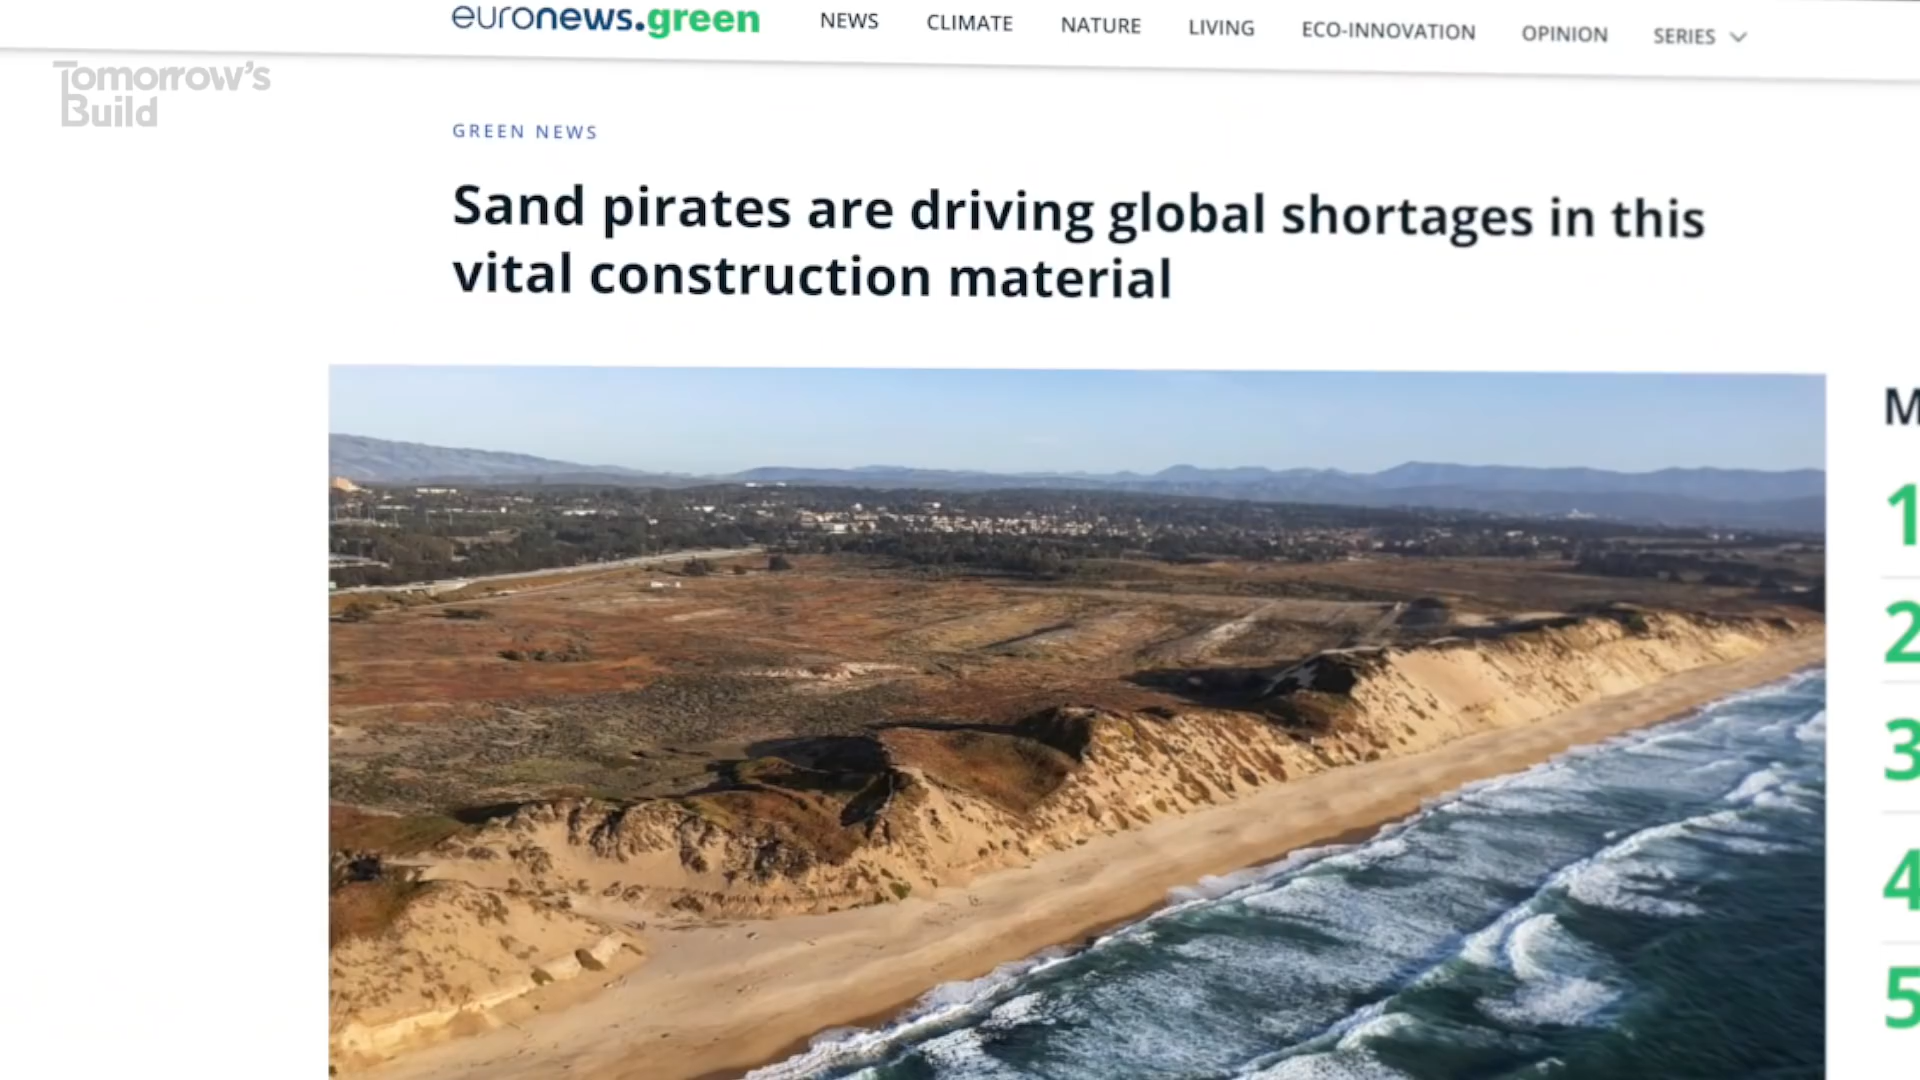 euronews.green
NEWS
CLIMATE
NATURE
LIVING
ECO-INNOVATION
OPINION
SERIES
Tomorrow's
Build
GREEN NEWS
Sand pirates are driving global shortages in this
vital construction material
1
2
3
4
5